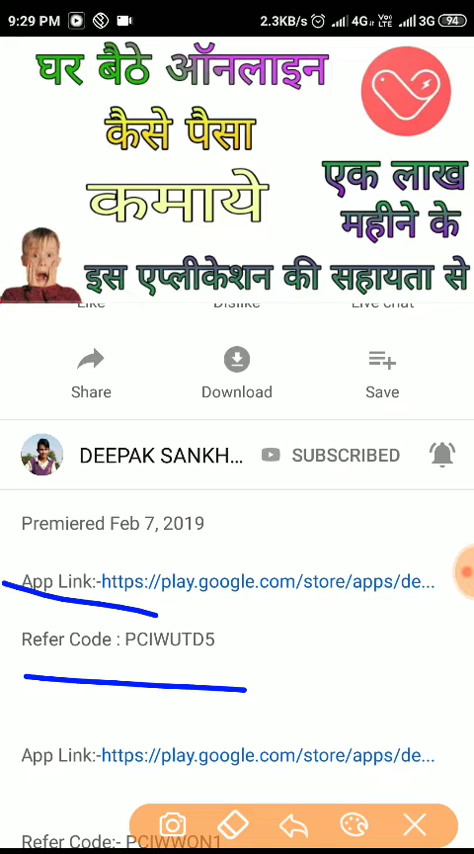 9:29 PM 2.3KB/s 4G VoLTE 3G 94
घर बैठे ऑनलाइन
कैसे पैसा
कमाये
एक लाख
महीने के
इस एप्लीकेशन की सहायता से
Like Dislike Live chat
Share Download Save
DEEPAK SANKH... SUBSCRIBED
Premiered Feb 7, 2019
App Link:-https://play.google.com/store/apps/de...
Refer Code : PCIWUTD5
App Link:-https://play.google.com/store/apps/de...
Refer Code:- PCIWWON1